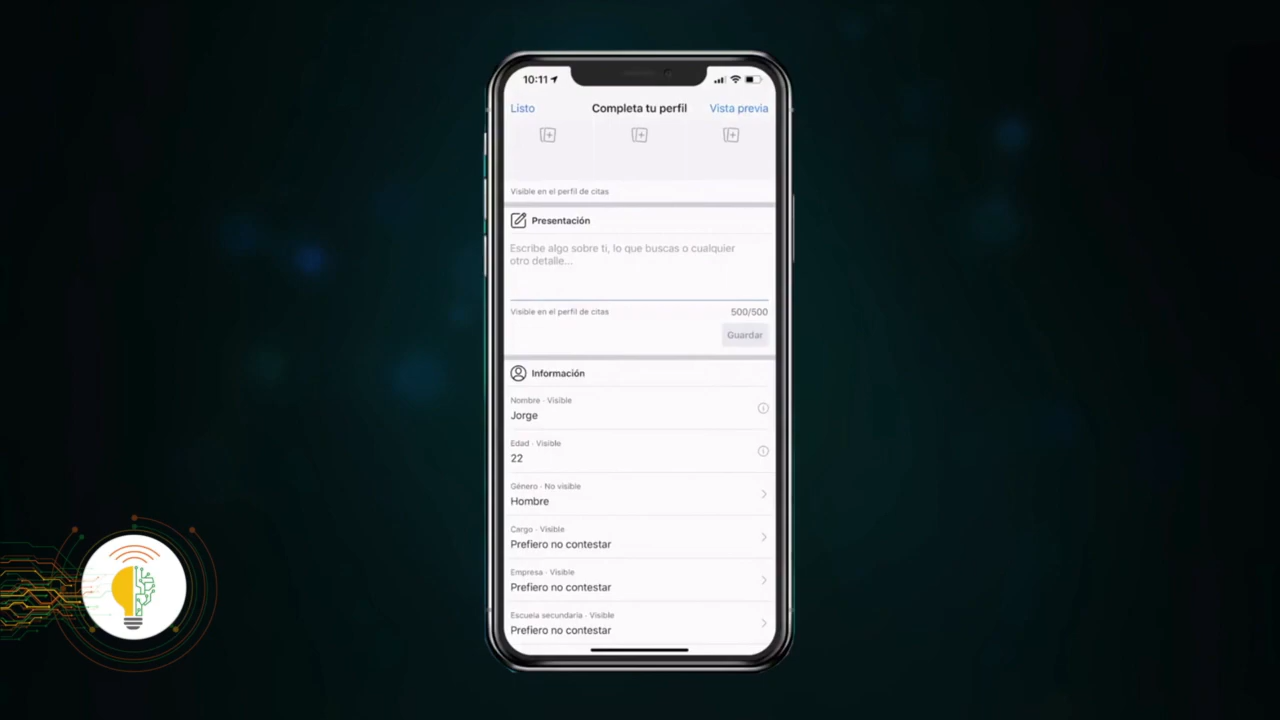 10:11
Listo Completa tu perfil Vista previa
Visible en el perfil de citas
Presentación
Escribe algo sobre ti, lo que buscas o cualquier
otro detalle...
Visible en el perfil de citas 500/500
Guardar
Información
Nombre · Visible
Jorge
Edad · Visible
22
Género · No visible
Hombre
Cargo · Visible
Prefiero no contestar
Empresa · Visible
Prefiero no contestar
Escuela secundaria · Visible
Prefiero no contestar